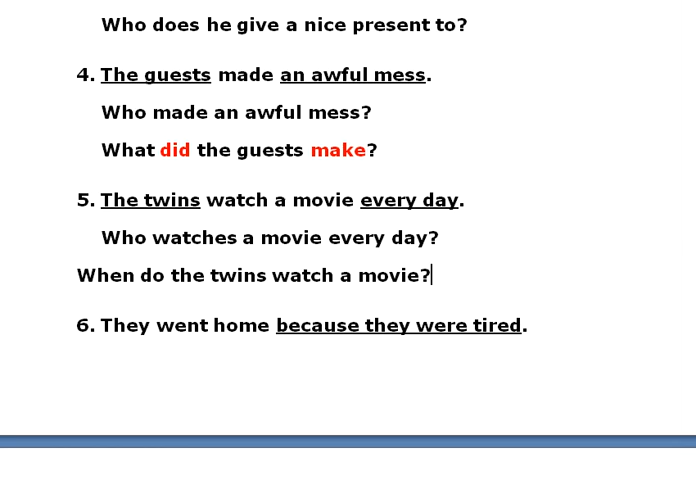 Who does he give a nice present to?
4. The guests made an awful mess.
Who made an awful mess?
What did the guests make?
5. The twins watch a movie every day.
Who watches a movie every day?
When do the twins watch a movie?
6. They went home because they were tired.